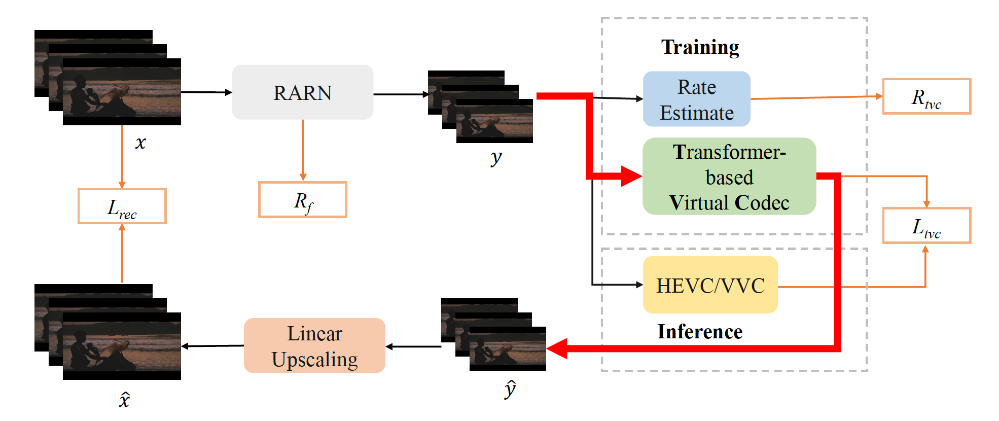 Training
RARN
Rate
Estimate
R_tvc
x
y
Transformer-
based
Virtual Codec
L_rec
R_f
L_tvc
HEVC/VVC
Inference
Linear
Upscaling
x̂
ŷ